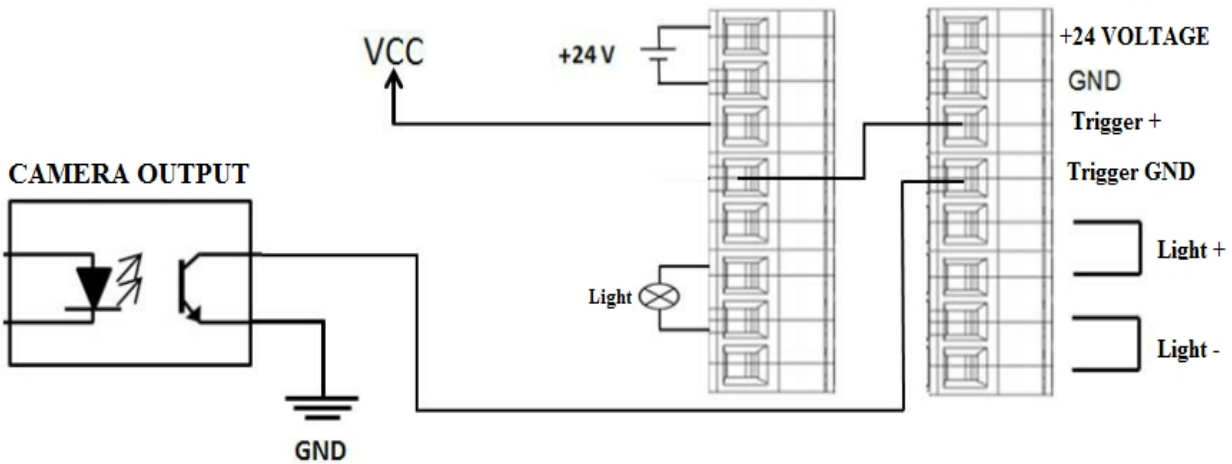 VCC
+24 V
+24 VOLTAGE
GND
Trigger +
CAMERA OUTPUT
Trigger GND
Light +
Light
Light -
GND